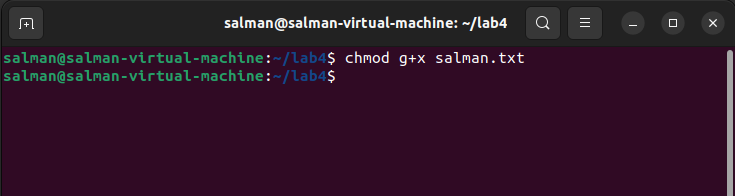 salman@salman-virtual-machine: ~/lab4
salman@salman-virtual-machine:~/lab4$ chmod g+x salman.txt
salman@salman-virtual-machine:~/lab4$